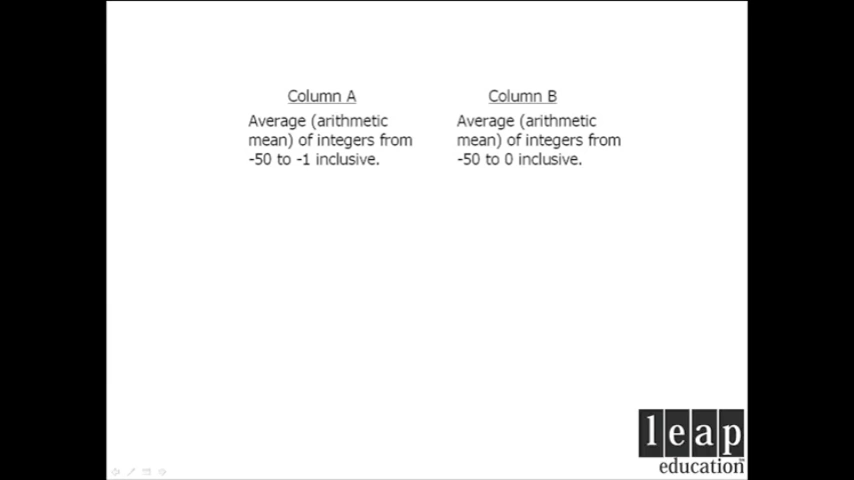 Column A
Average (arithmetic
mean) of integers from
-50 to -1 inclusive.
Column B
Average (arithmetic
mean) of integers from
-50 to 0 inclusive.
leap
education